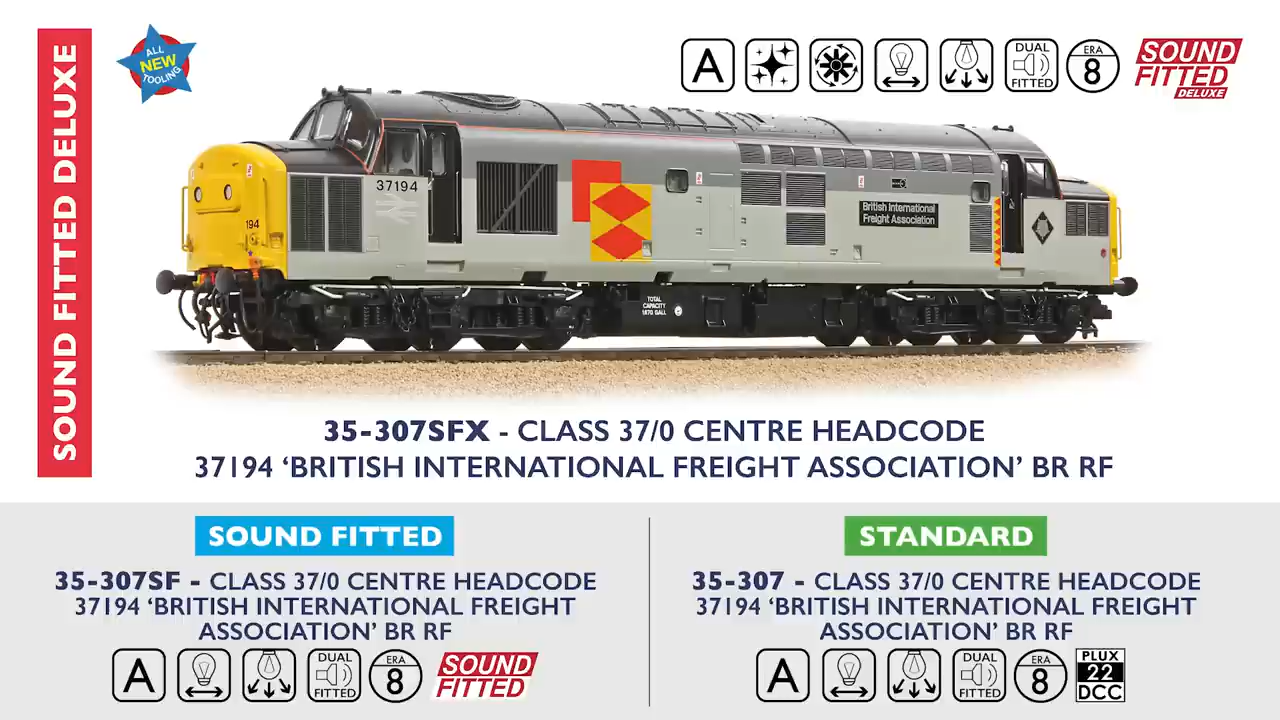 SOUND FITTED DELUXE
ALL
NEW
TOOLING
A
DUAL
FITTED
ERA
8
SOUND
FITTED
DELUXE
37194
194
British International
Freight Association
TOTAL
CAPACITY
1670 GALL
35-307SFX - CLASS 37/0 CENTRE HEADCODE
37194 ‘BRITISH INTERNATIONAL FREIGHT ASSOCIATION’ BR RF
SOUND FITTED
35-307SF - CLASS 37/0 CENTRE HEADCODE
37194 ‘BRITISH INTERNATIONAL FREIGHT
ASSOCIATION’ BR RF
A
DUAL
FITTED
ERA
8
SOUND
FITTED
STANDARD
35-307 - CLASS 37/0 CENTRE HEADCODE
37194 ‘BRITISH INTERNATIONAL FREIGHT
ASSOCIATION’ BR RF
A
DUAL
FITTED
ERA
8
PLUX
22
DCC